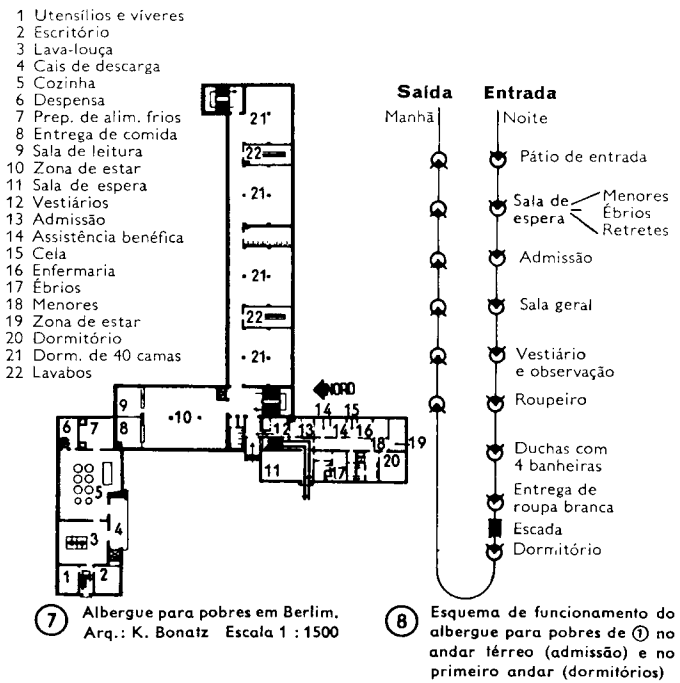 1 Utensílios e víveres
2 Escritório
3 Lava-louça
4 Cais de descarga
5 Cozinha
6 Despensa
7 Prep. de alim. frios
8 Entrega de comida
9 Sala de leitura
10 Zona de estar
11 Sala de espera
12 Vestiários
13 Admissão
14 Assistência benéfica
15 Cela
16 Enfermaria
17 Ébrios
18 Menores
19 Zona de estar
20 Dormitório
21 Dorm. de 40 camas
22 Lavabos
21
22
21
21
22
21
NORD
9
10
8
6
7
5
4
3
1
2
14
15
12
13
14
16
18
19
11
17
20
7 Albergue para pobres em Berlim.
Arq.: K. Bonatz Escala 1 : 1500
Saída Entrada
Manhã Noite
Pátio de entrada
Sala de espera
Menores
Ébrios
Retretes
Admissão
Sala geral
Vestiário
e observação
Roupeiro
Duchas com
4 banheiras
Entrega de
roupa branca
Escada
Dormitório
8 Esquema de funcionamento do
albergue para pobres de 7 no
andar térreo (admissão) e no
primeiro andar (dormitórios)